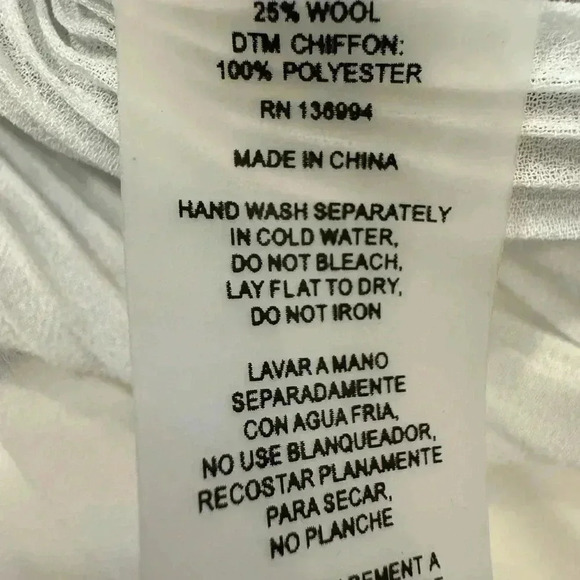 25% WOOL
DTM CHIFFON:
100% POLYESTER
RN 136994
MADE IN CHINA
HAND WASH SEPARATELY
IN COLD WATER,
DO NOT BLEACH,
LAY FLAT TO DRY,
DO NOT IRON
LAVAR A MANO
SEPARADAMENTE
CON AGUA FRIA,
NO USE BLANQUEADOR,
RECOSTAR PLANAMENTE
PARA SECAR,
NO PLANCHE
A